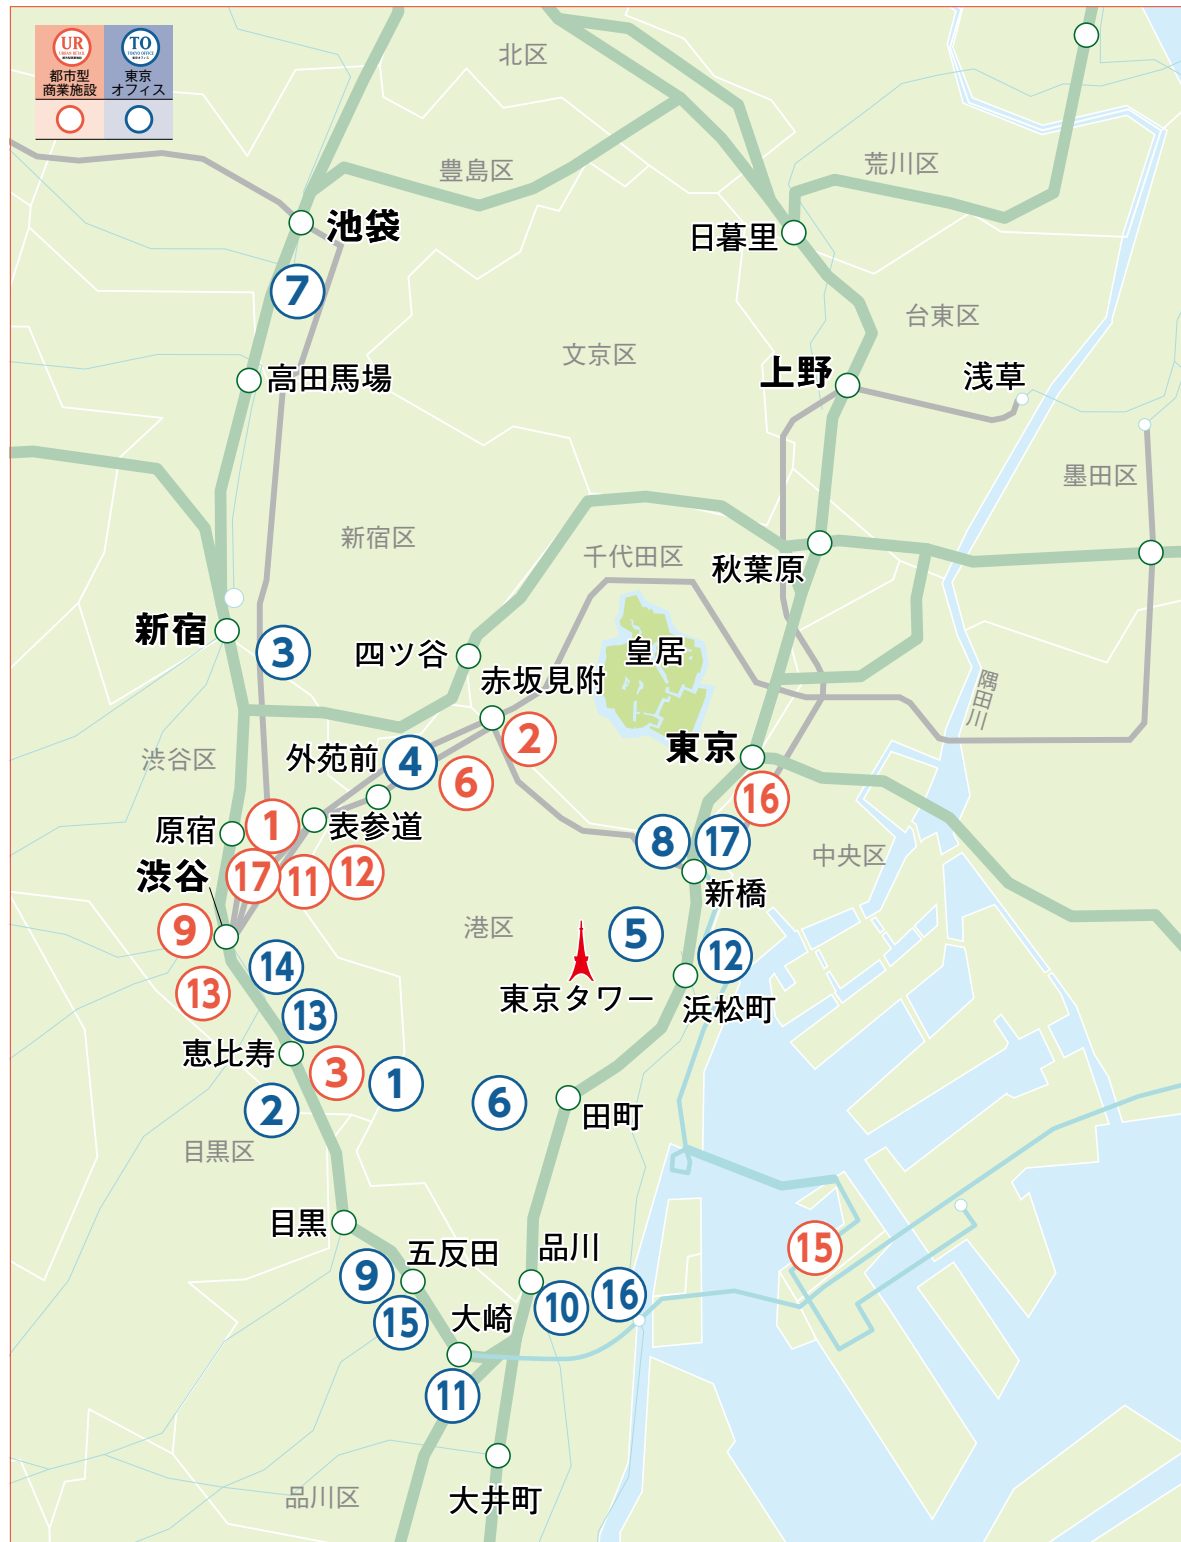 UR
URBAN RETAIL
都市型
商業施設
TO
TOKYO OFFICE
東京
オフィス
北区
豊島区
荒川区
池袋
日暮里
7
台東区
文京区
高田馬場
上野
浅草
墨田区
新宿区
千代田区
秋葉原
新宿
3
四ツ谷
皇居
赤坂見附
隅田川
2
東京
渋谷区
外苑前
4
6
16
原宿
1
表参道
8
17
中央区
渋谷
17
11
12
新橋
9
港区
5
12
14
13
東京タワー
浜松町
13
恵比寿
3
1
2
6
田町
目黒区
目黒
五反田
品川
15
9
10
16
15
大崎
11
品川区
大井町